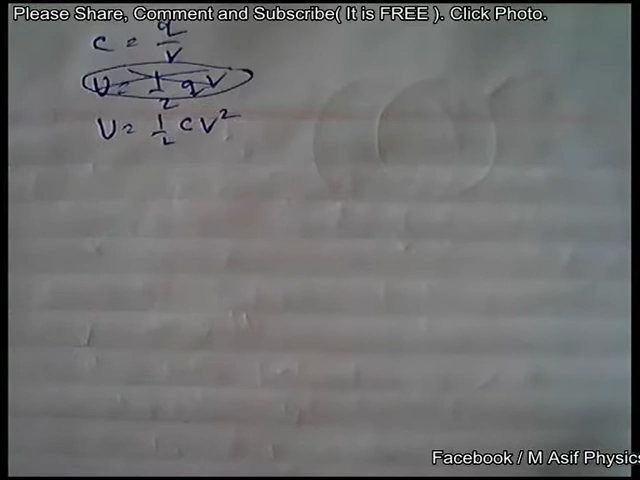 Please Share, Comment and Subscribe( It is FREE ). Click Photo.
C = q/V
U = 1/2 qV
U = 1/2 CV²
Facebook / M Asif Physics